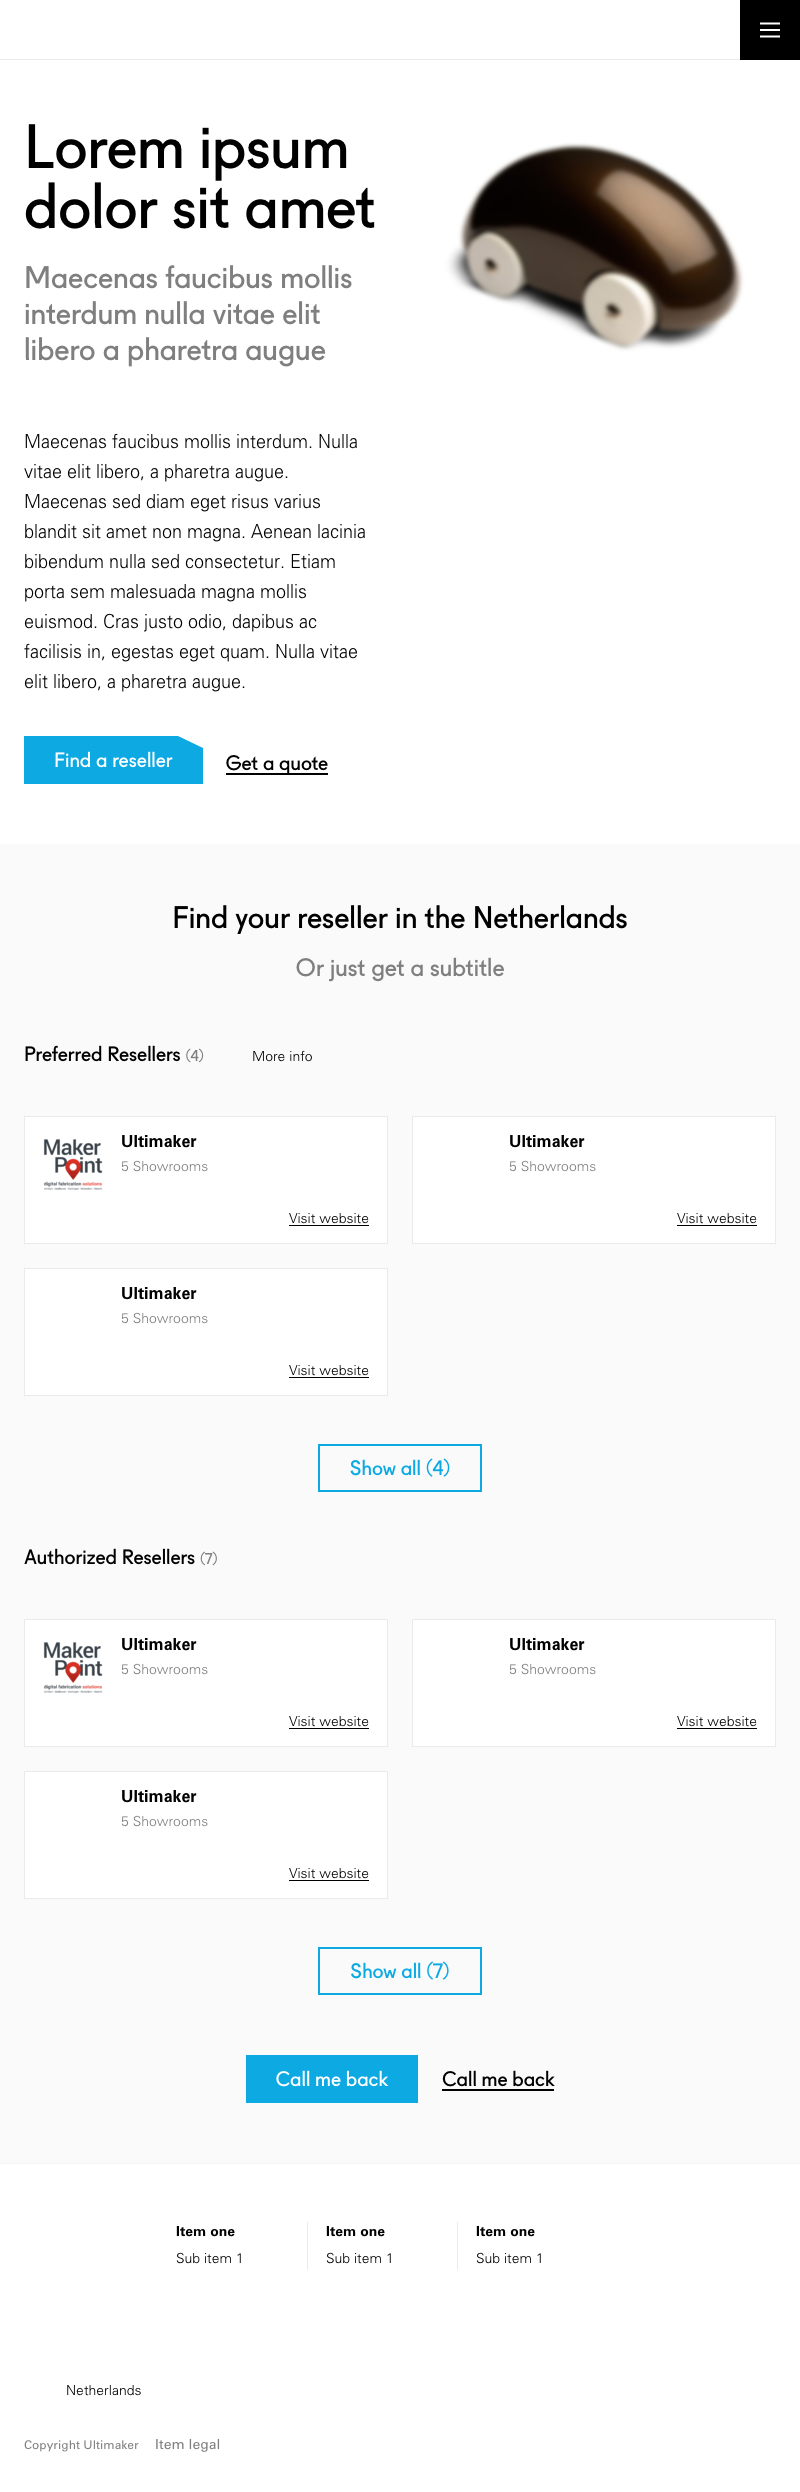 Lorem ipsum
dolor sit amet
Maecenas faucibus mollis
interdum nulla vitae elit
libero a pharetra augue
Maecenas faucibus mollis interdum. Nulla
vitae elit libero, a pharetra augue.
Maecenas sed diam eget risus varius
blandit sit amet non magna. Aenean lacinia
bibendum nulla sed consectetur. Etiam
porta sem malesuada magna mollis
euismod. Cras justo odio, dapibus ac
facilisis in, egestas eget quam. Nulla vitae
elit libero, a pharetra augue.
Find a reseller
Get a quote
Find your reseller in the Netherlands
Or just get a subtitle
Preferred Resellers (4)
More info
Maker
Point
digital fabrication solutions
Ultimaker
5 Showrooms
Visit website
Ultimaker
5 Showrooms
Visit website
Ultimaker
5 Showrooms
Visit website
Show all (4)
Authorized Resellers (7)
Maker
Point
digital fabrication solutions
Ultimaker
5 Showrooms
Visit website
Ultimaker
5 Showrooms
Visit website
Ultimaker
5 Showrooms
Visit website
Show all (7)
Call me back
Call me back
Item one
Sub item 1
Item one
Sub item 1
Item one
Sub item 1
Netherlands
Copyright Ultimaker
Item legal